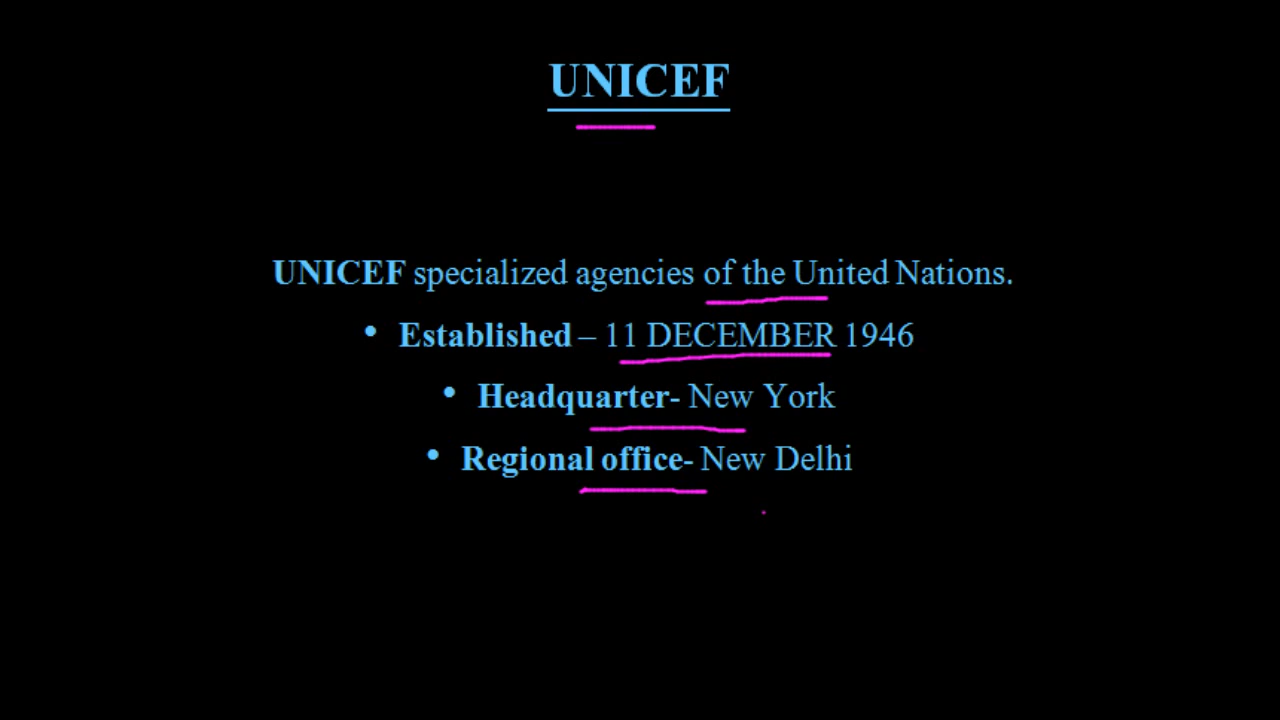 UNICEF
UNICEF specialized agencies of the United Nations.
• Established – 11 DECEMBER 1946
• Headquarter- New York
• Regional office- New Delhi